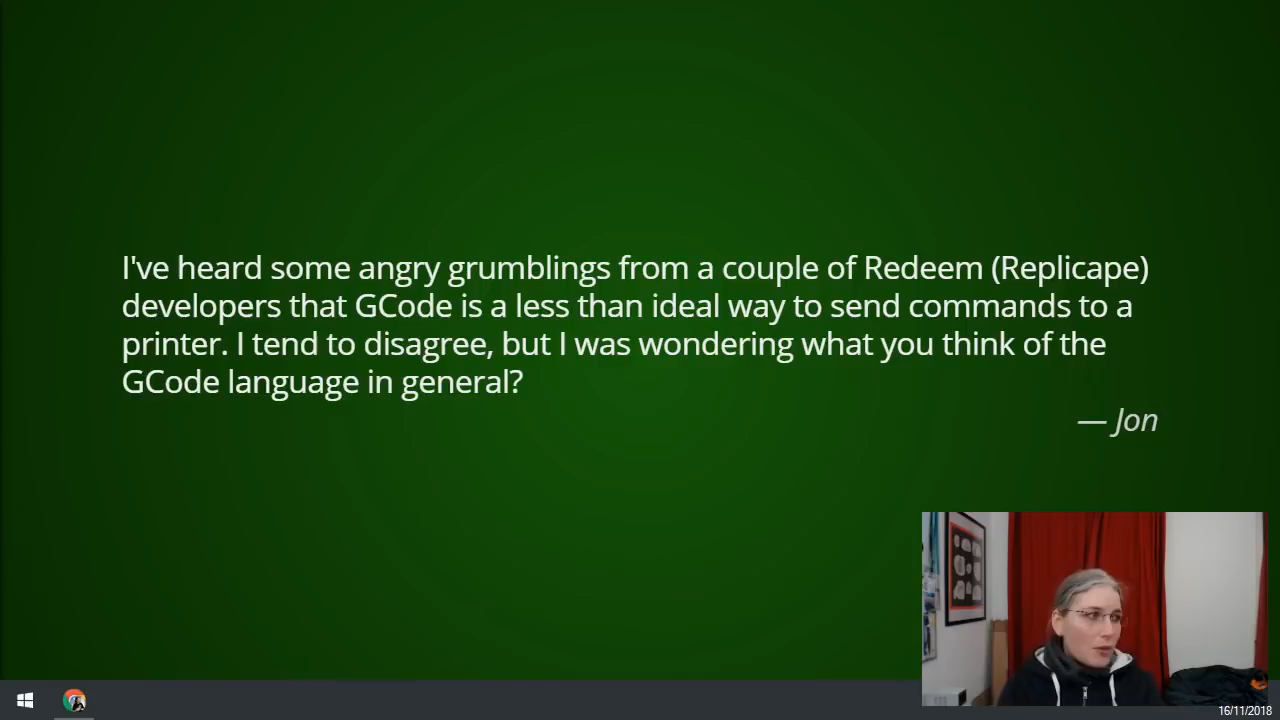 I've heard some angry grumblings from a couple of Redeem (Replicape)
developers that GCode is a less than ideal way to send commands to a
printer. I tend to disagree, but I was wondering what you think of the
GCode language in general?
— Jon
16/11/2018